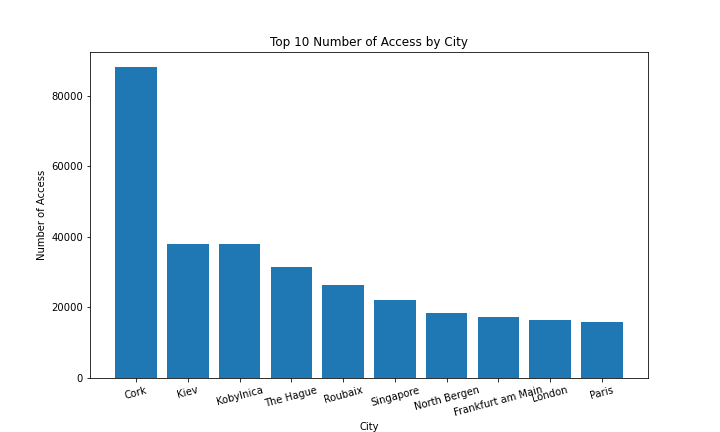 Top 10 Number of Access by City
Number of Access
80000
60000
40000
20000
0
Cork
Kiev
Kobylnica
The Hague
Roubaix
Singapore
North Bergen
Frankfurt am Main
London
Paris
City